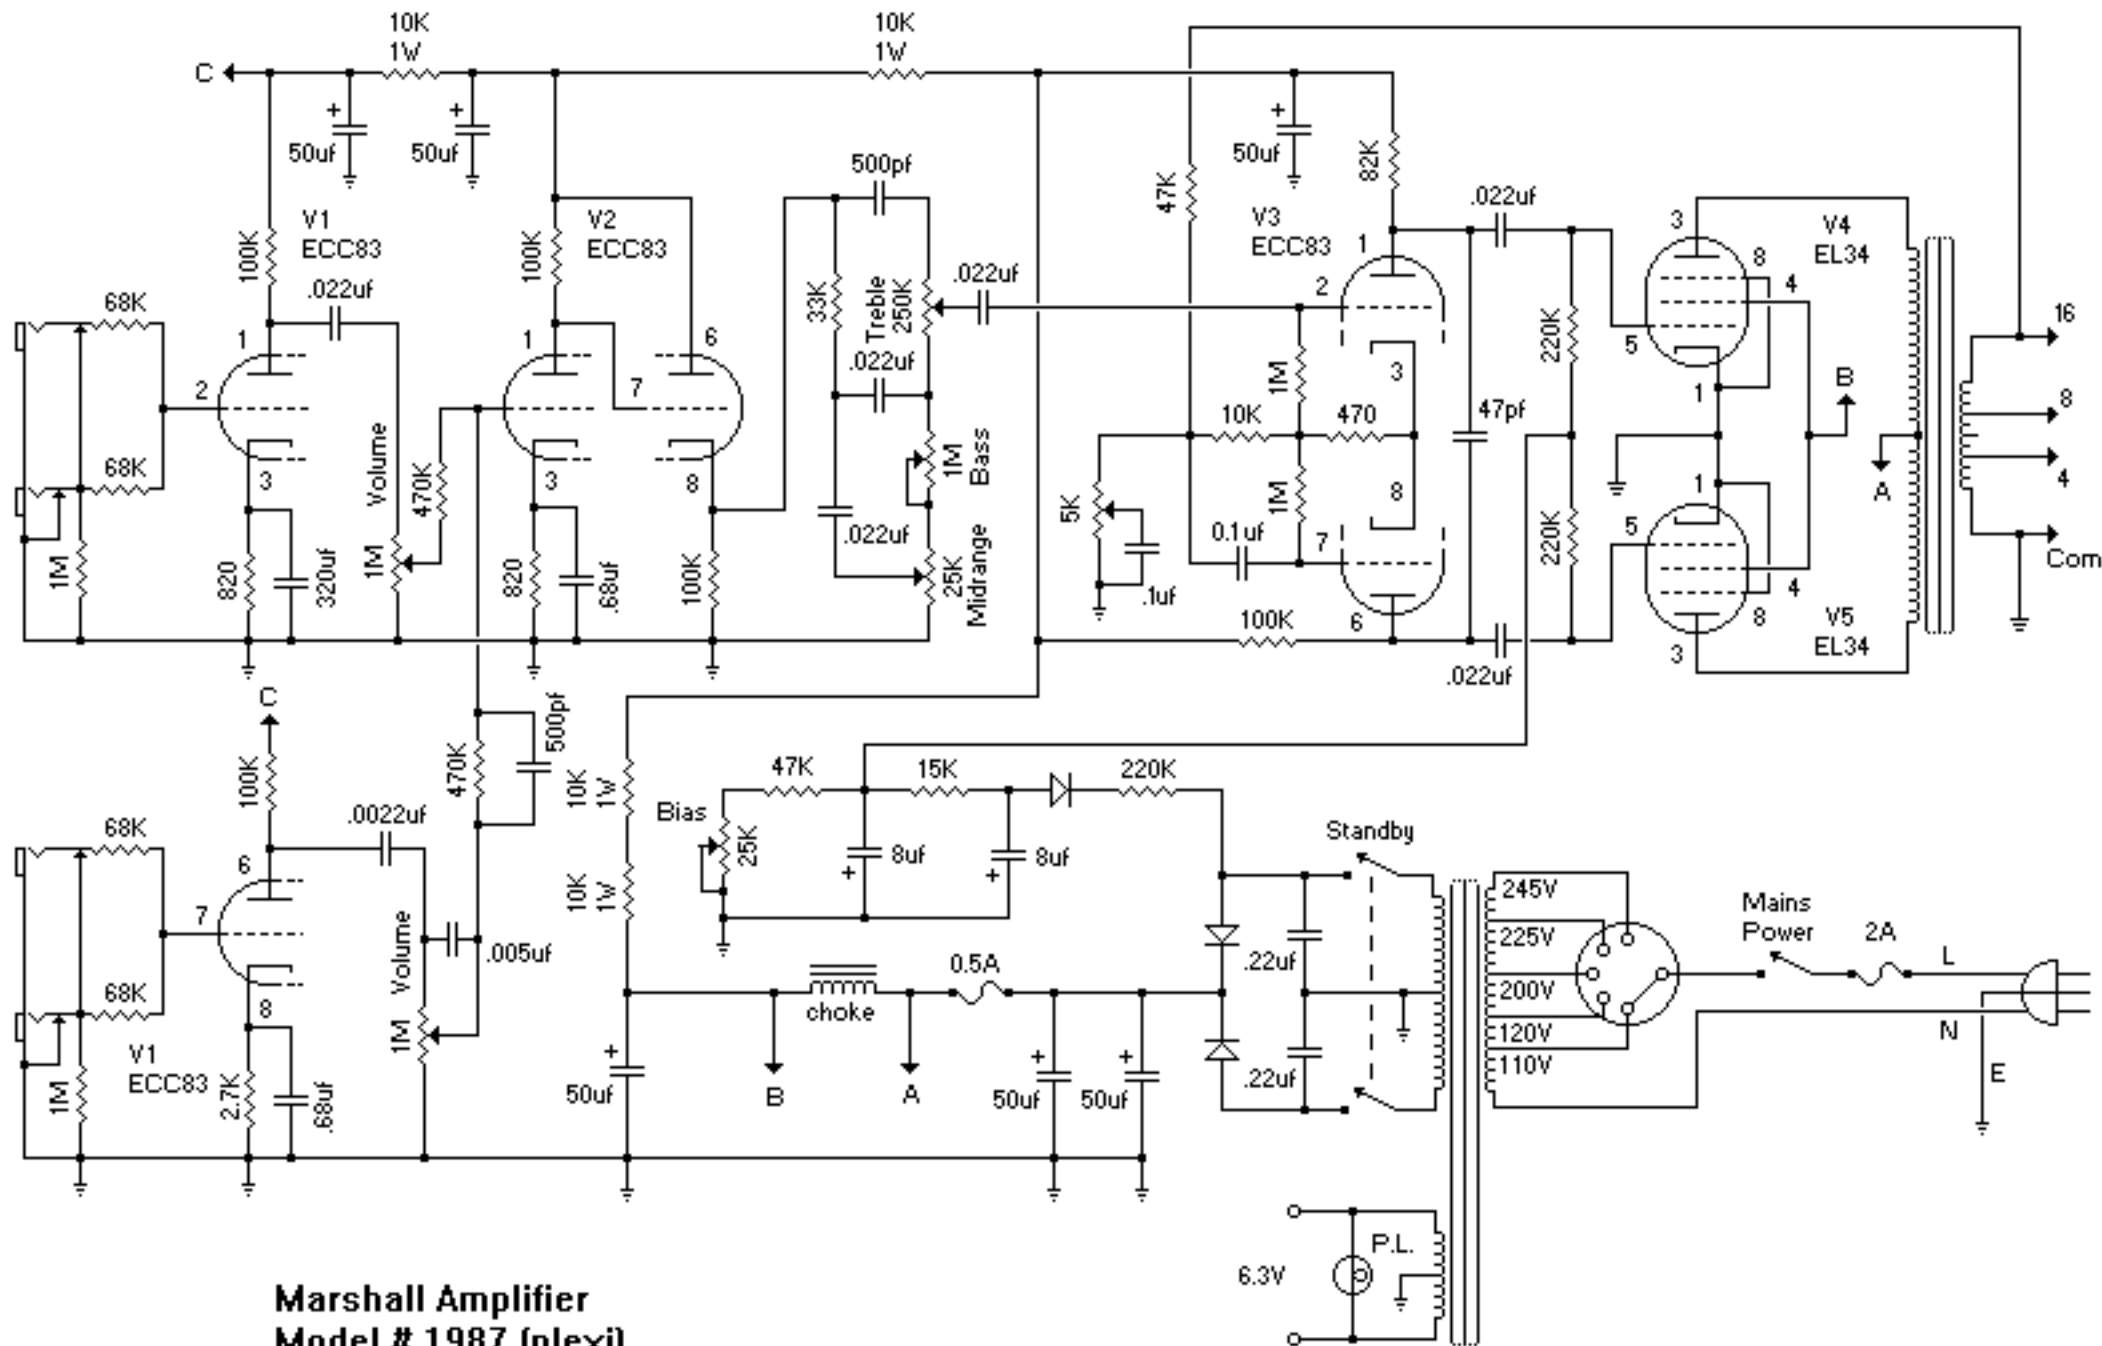 10K
1W
10K
1W
C
+
50uf
+
50uf
+
50uf
82K
500pf
47K
.022uf
V1
ECC83
100K
V2
ECC83
100K
V3
ECC83
1
3
V4
EL34
8
4
.022uf
68K
1
2
33K
Treble
250K
.022uf
2
1M
220K
5
16
6
1
7
.022uf
3
B
1
8
68K
3
Volume
470K
3
8
1M
Bass
10K
470
47pf
A
4
1M
820
320uf
1M
820
.68uf
100K
.022uf
25K
Midrange
5K
.1uf
0.1uf
1M
8
7
100K
6
220K
1
5
4
8
Com
.022uf
3
V5
EL34
C
100K
470K
500pf
10K
1W
47K
15K
220K
Bias
25K
8uf
+
8uf
+
Standby
68K
.0022uf
6
7
Volume
.005uf
10K
1W
0.5A
choke
.22uf
245V
225V
200V
120V
110V
Mains
Power
2A
L
N
E
68K
8
V1
ECC83
1M
2.7K
.68uf
1M
+
50uf
B
A
+
50uf
+
50uf
.22uf
P.L.
6.3V
Marshall Amplifier
Model # 1987 (plexi)